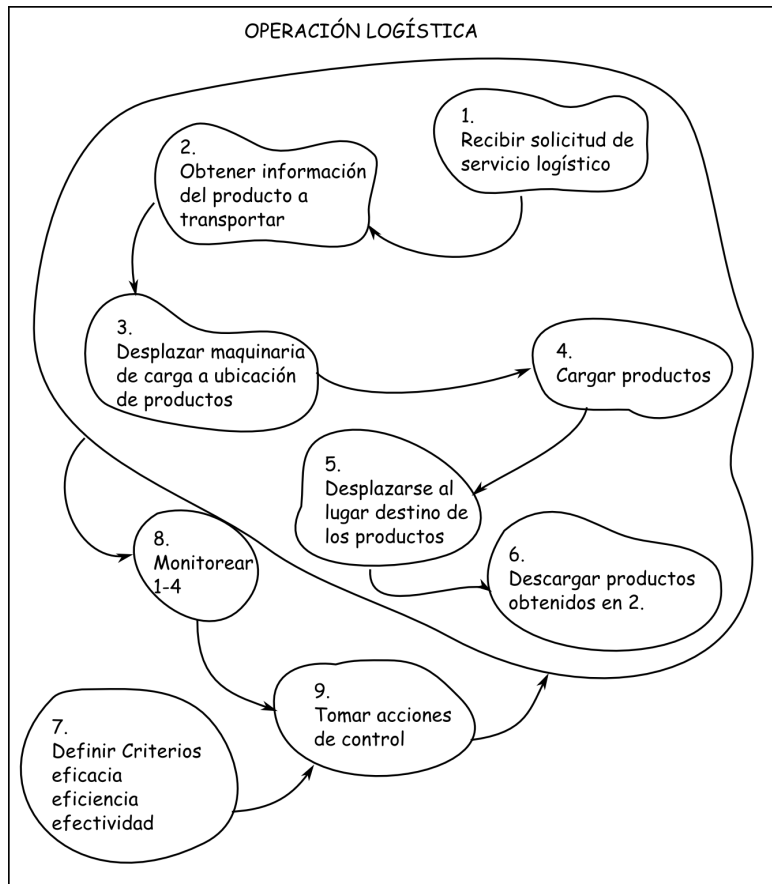 OPERACIÓN LOGÍSTICA
1.
Recibir solicitud de
servicio logístico
2.
Obtener información
del producto a
transportar
3.
Desplazar maquinaria
de carga a ubicación
de productos
4.
Cargar productos
5.
Desplazarse al
lugar destino de
los productos
6.
Descargar productos
obtenidos en 2.
8.
Monitorear
1-4
9.
Tomar acciones
de control
7.
Definir Criterios
eficacia
eficiencia
efectividad